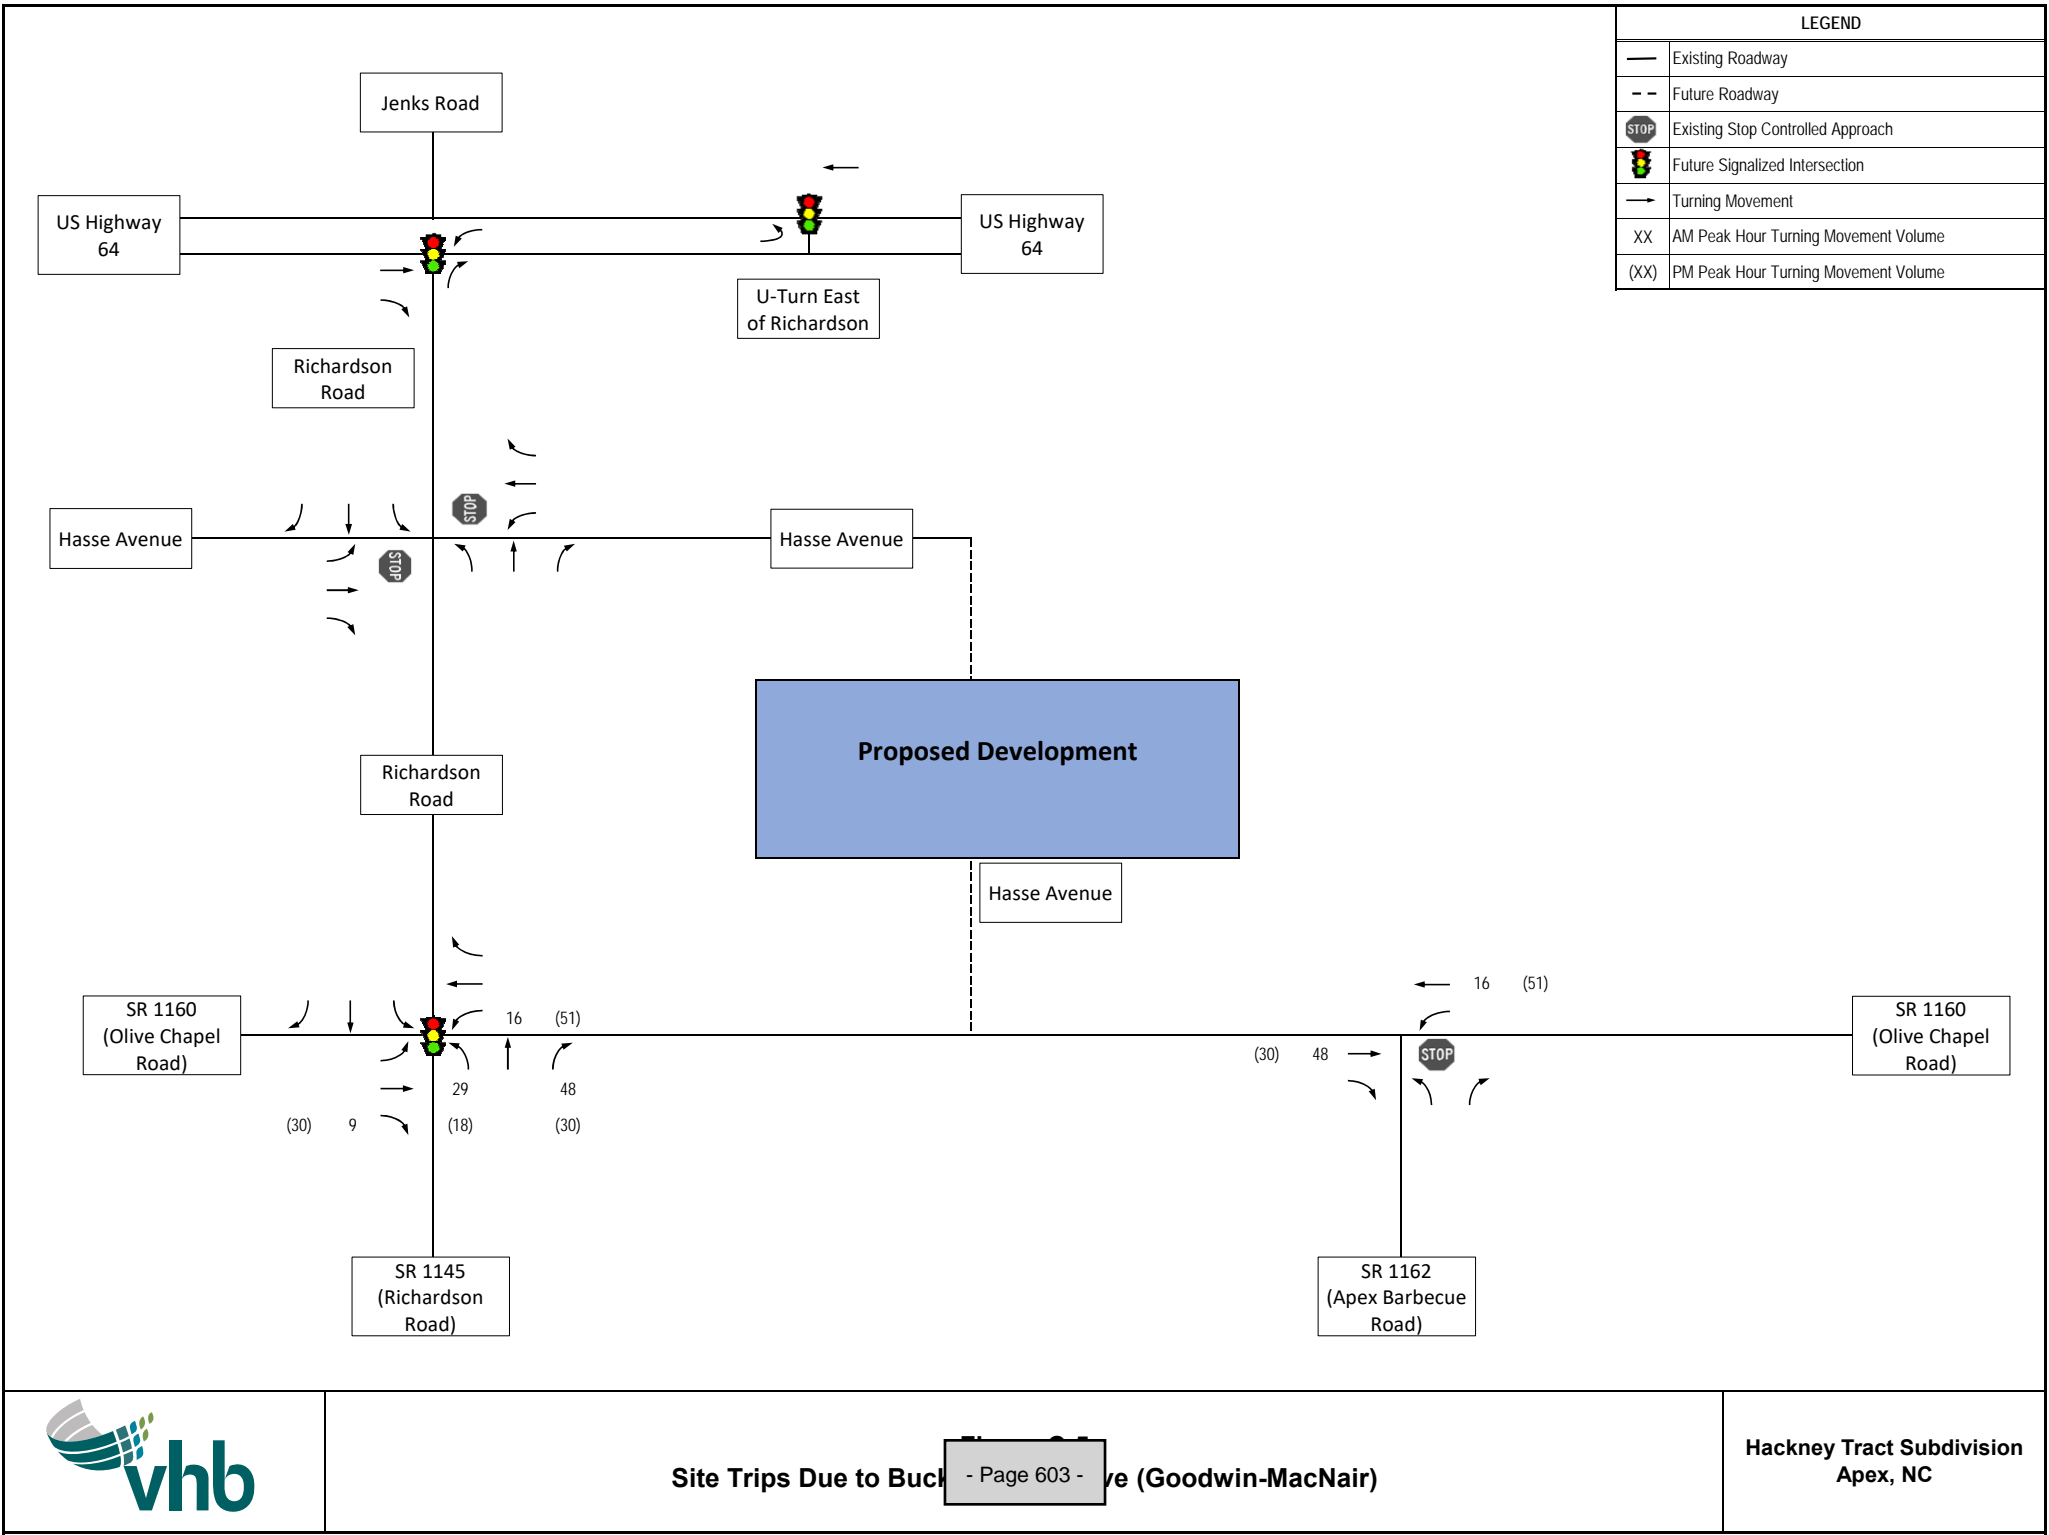 LEGEND
Existing Roadway
Future Roadway
STOP Existing Stop Controlled Approach
Future Signalized Intersection
Turning Movement
XX AM Peak Hour Turning Movement Volume
(XX) PM Peak Hour Turning Movement Volume
Jenks Road
US Highway
64
US Highway
64
U-Turn East
of Richardson
Richardson
Road
STOP
Hasse Avenue
Hasse Avenue
STOP
Proposed Development
Richardson
Road
Hasse Avenue
16 (51)
SR 1160
(Olive Chapel
Road)
16 (51)
SR 1160
(Olive Chapel
Road)
(30) 48
STOP
29 48
(30) 9 (18) (30)
SR 1145
(Richardson
Road)
SR 1162
(Apex Barbecue
Road)
vhb
Site Trips Due to Buck
- Page 603 -
ve (Goodwin-MacNair)
Hackney Tract Subdivision
Apex, NC